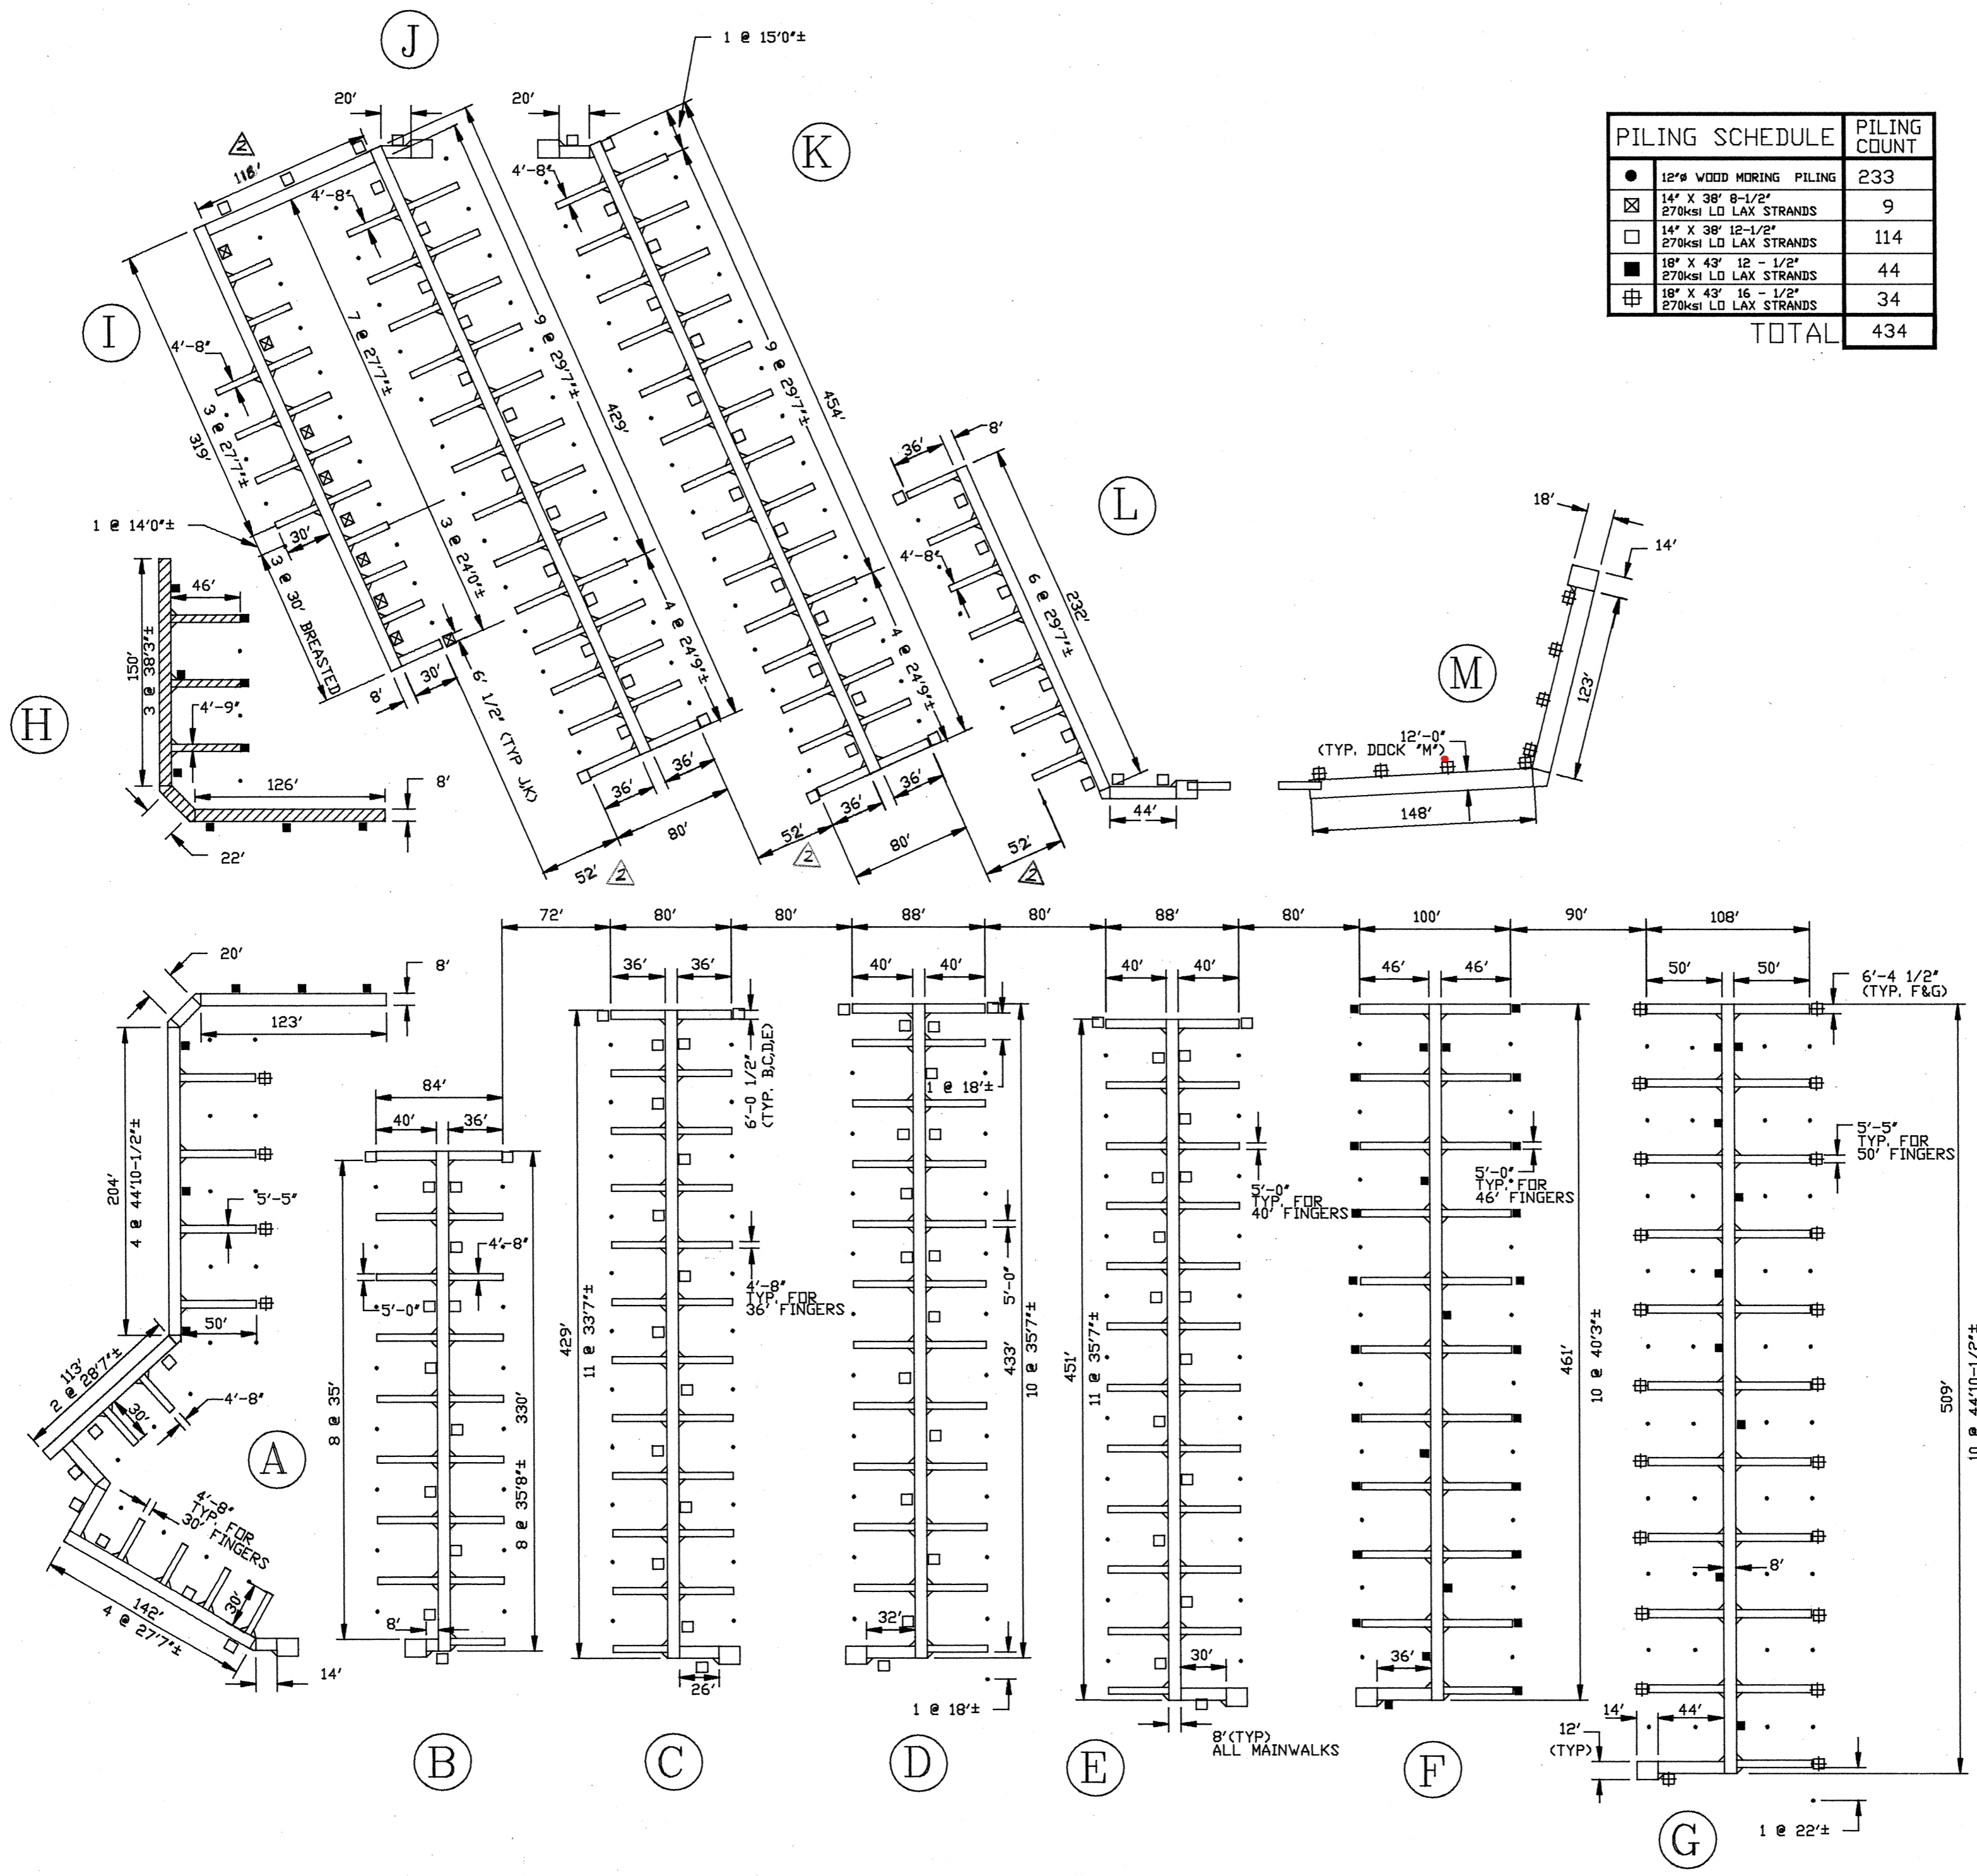 J
1 @ 15'0"±
20'
20'
K
2
118'
4'-8"
4'-8"
PILING SCHEDULE
PILING
COUNT
12"ø WOOD MORING PILING
233
14" X 38' 8-1/2"
270ksi LO LAX STRANDS
9
14" X 38' 12-1/2"
270ksi LO LAX STRANDS
114
18" X 43' 12 - 1/2"
270ksi LO LAX STRANDS
44
18" X 43' 16 - 1/2"
270ksi LO LAX STRANDS
34
TOTAL
434
I
4'-8"
7 @ 27'7"±
9 @ 29'7"±
429'
9 @ 29'7"±
454'
3 @ 27'7"±
319'
1 @ 14'0"±
30'
3 @ 30' BREASTED
3 @ 24'0"±
8'
30'
6' 1/2" (TYP J,K)
4 @ 24'9"±
4 @ 24'9"±
36'
8'
L
4'-8"
6 @ 29'7"±
232'
44'
36'
36'
80'
52'
2
36'
36'
80'
52'
2
52'
2
18'
14'
M
123'
12'-0"
(TYP. DOCK "M")
148'
H
46'
150'
3 @ 38'3"±
4'-9"
126'
8'
22'
72'
80'
80'
88'
80'
88'
80'
100'
90'
108'
20'
8'
123'
204'
4 @ 44'10-1/2"±
5'-5"
50'
113'
2 @ 28'7"±
30'
4'-8"
A
4'-8"
TYP. FOR
30' FINGERS
30'
142'
4 @ 27'7"±
14'
84'
40'
36'
8 @ 35'
4'-8"
5'-0"
330'
8 @ 35'8"±
8'
B
36'
36'
6'-0 1/2"
(TYP. B,C,D,E)
4'-8"
TYP. FOR
36' FINGERS
429'
11 @ 33'7"±
26'
C
40'
40'
1 @ 18'±
5'-0"
433'
10 @ 35'7"±
32'
1 @ 18'±
D
40'
40'
5'-0"
TYP. FOR
40' FINGERS
451'
11 @ 35'7"±
30'
8'(TYP)
ALL MAINWALKS
E
46'
46'
5'-0"
TYP. FOR
46' FINGERS
461'
10 @ 40'3"±
36'
F
50'
50'
6'-4 1/2"
(TYP. F&G)
5'-5"
TYP. FOR
50' FINGERS
8'
509'
10 @ 44'10-1/2"±
14'
44'
12'
(TYP)
1 @ 22'±
G